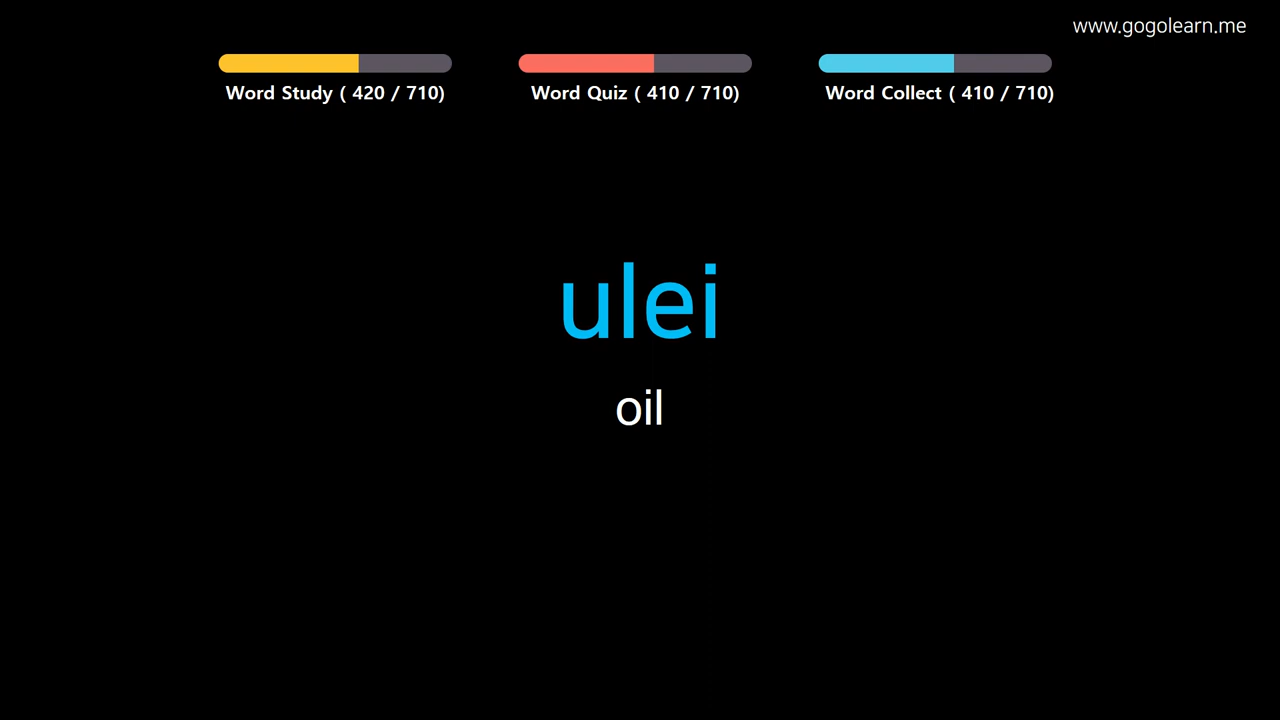 www.gogolearn.me
Word Study ( 420 / 710)
Word Quiz ( 410 / 710)
Word Collect ( 410 / 710)
ulei
oil